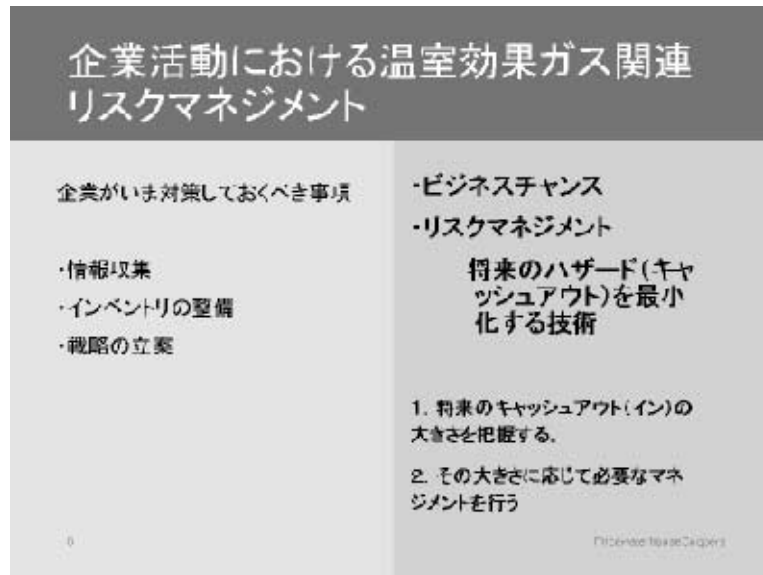 企業活動における温室効果ガス関連
リスクマネジメント
企業がいま対策しておくべき事項
・情報収集
・インベントリの整備
・戦略の立案
・ビジネスチャンス
・リスクマネジメント
将来のハザード(キャ
ッシュアウト)を最小
化する技術
1. 将来のキャッシュアウト(イン)の
大きさを把握する.
2. その大きさに応じて必要なマネ
ジメントを行う
PricewaterhouseCoopers